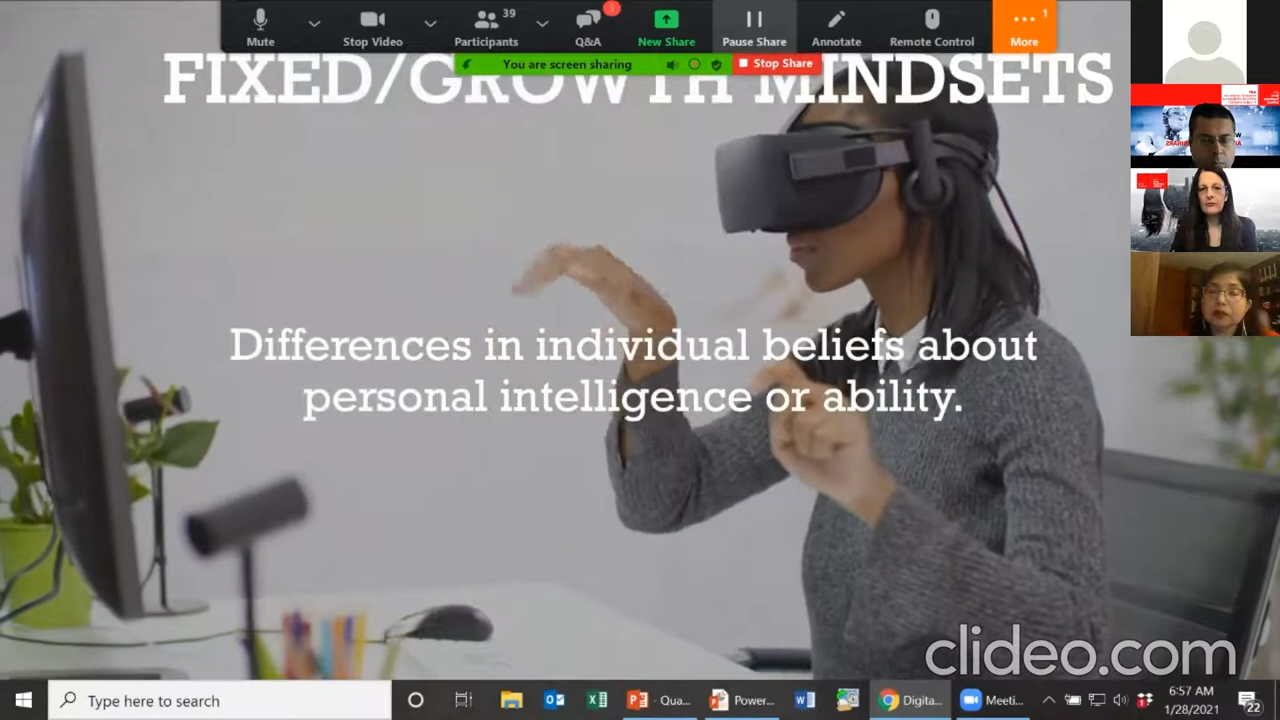 39
3
1
Mute
Stop Video
Participants
Q&A
New Share
Pause Share
Annotate
Remote Control
More
You are screen sharing
Stop Share
FIXED/GROWTH MINDSETS
Differences in individual beliefs about
personal intelligence or ability.
clideo.com
Type here to search
- Qua...
Power...
Digita...
Meeti...
6:57 AM
1/28/2021
22